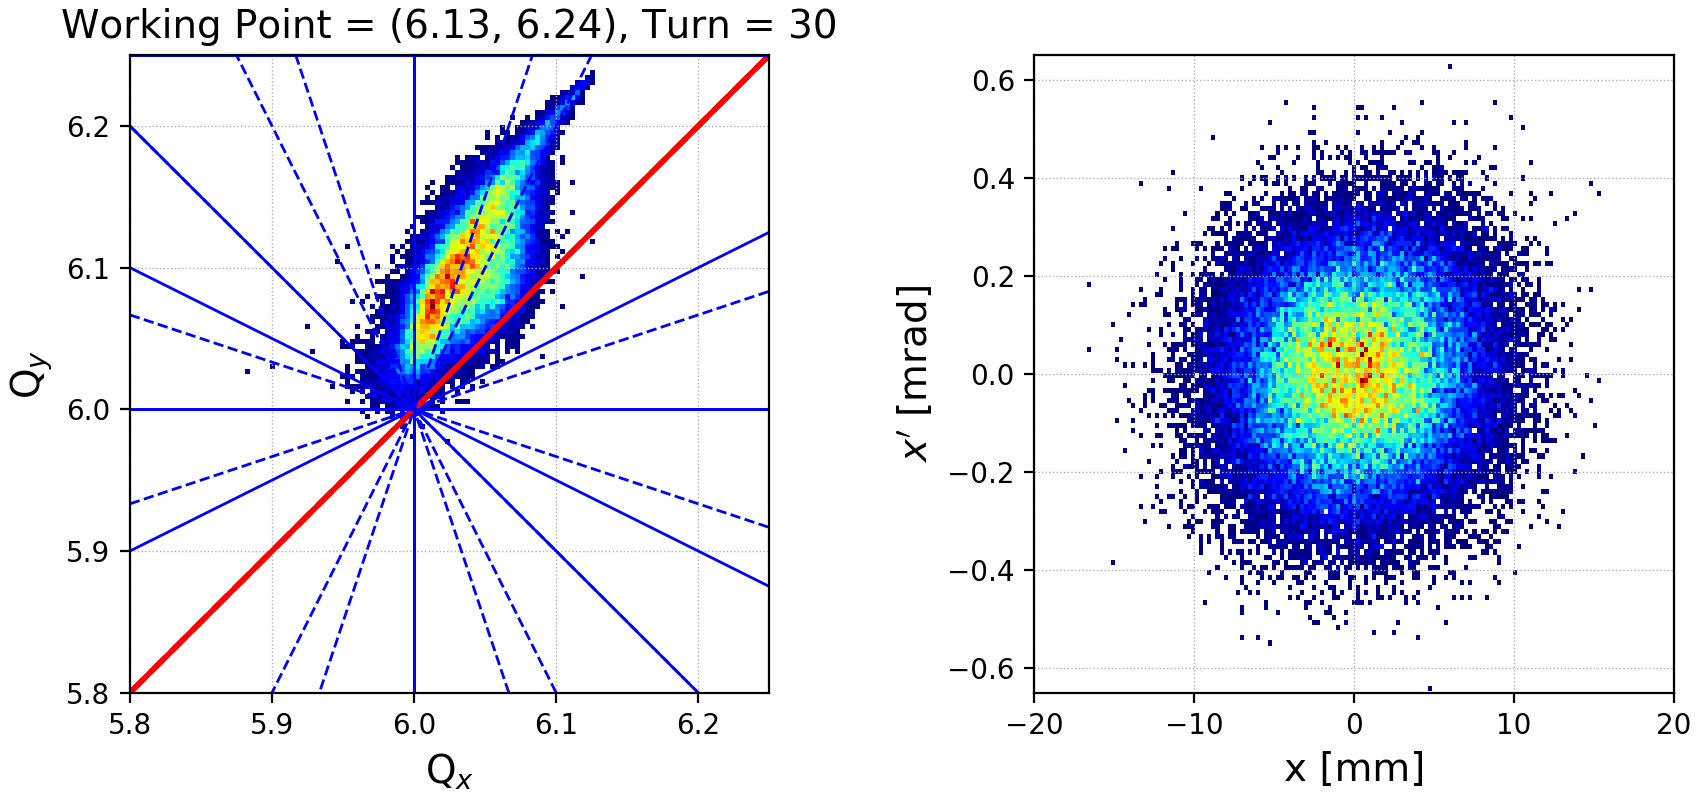 Working Point = (6.13, 6.24), Turn = 30
6.2
6.1
6.0
5.9
5.8
Q_y
5.8 5.9 6.0 6.1 6.2
Q_x
0.6
0.4
0.2
0.0
−0.2
−0.4
−0.6
x′ [mrad]
−20 −10 0 10 20
x [mm]